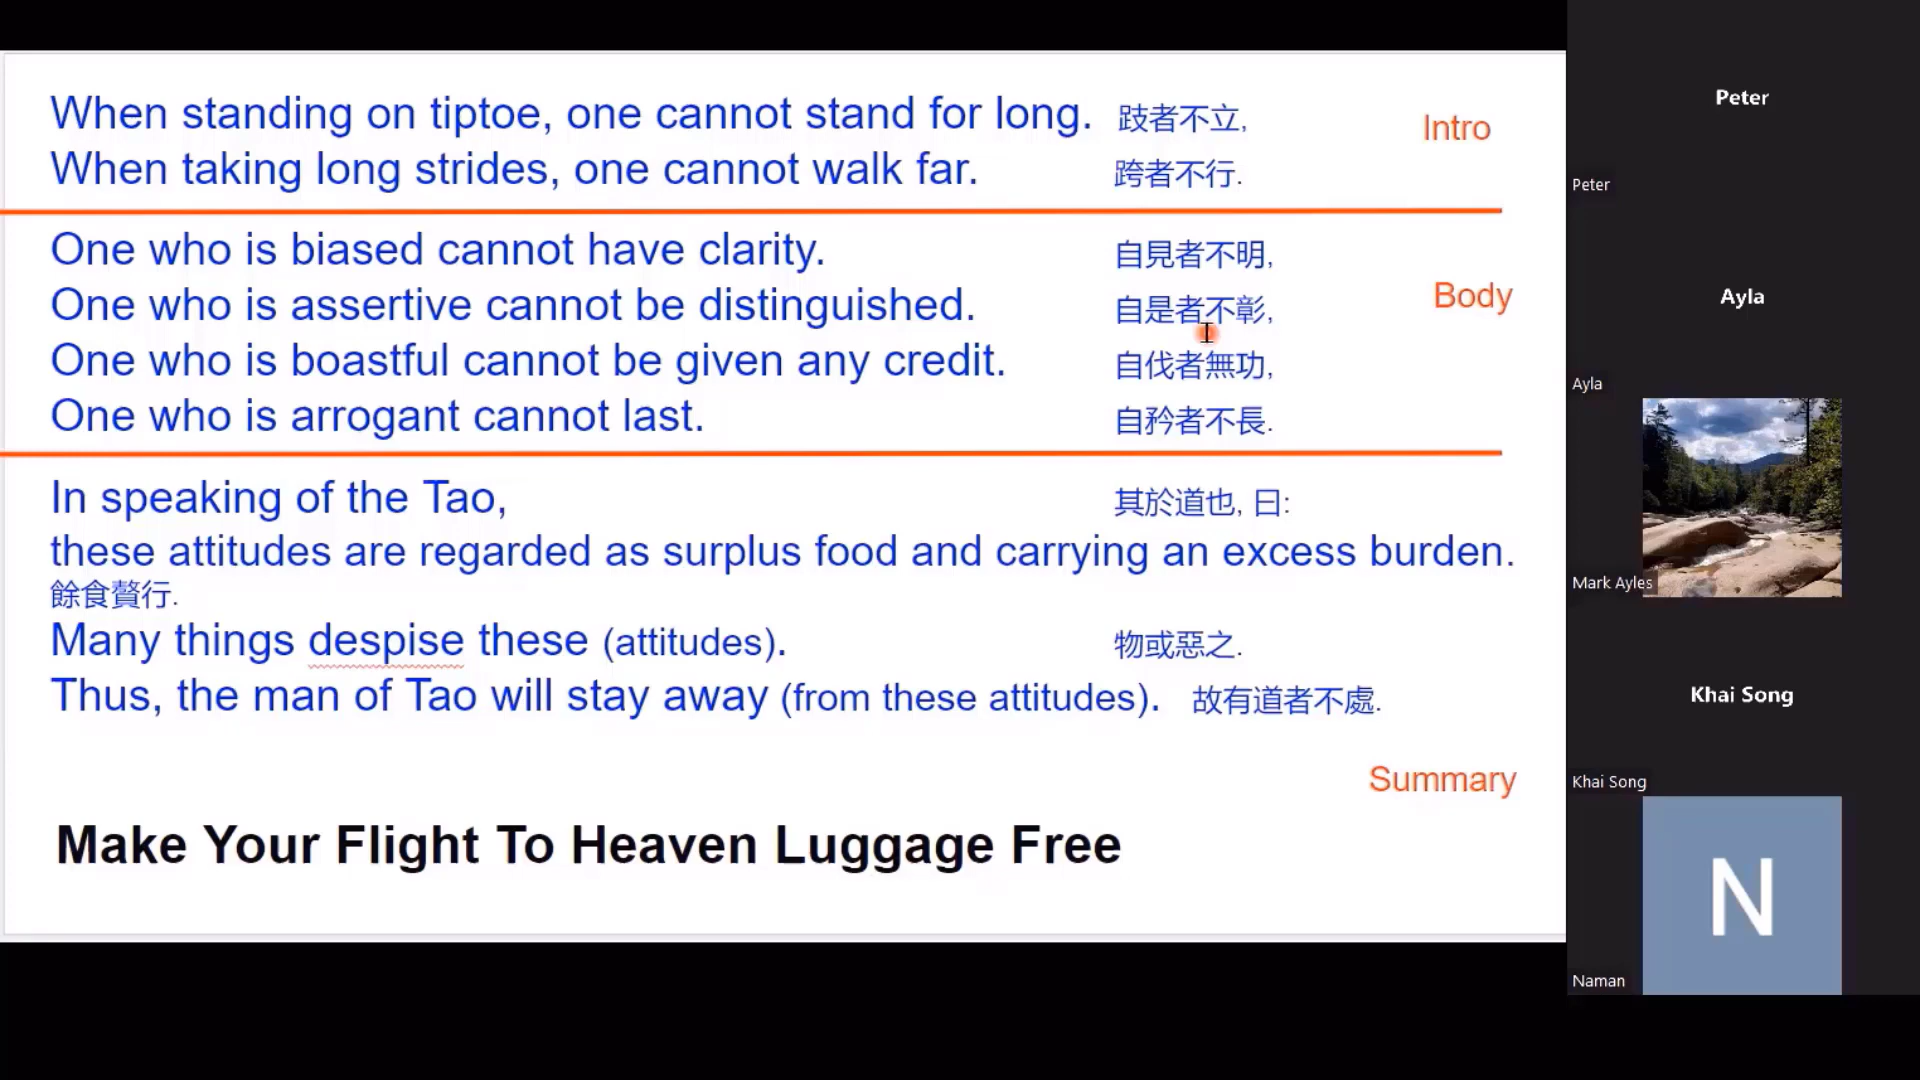 When standing on tiptoe, one cannot stand for long. 跂者不立, Intro
When taking long strides, one cannot walk far. 跨者不行.
One who is biased cannot have clarity. 自見者不明,
One who is assertive cannot be distinguished. 自是者不彰, Body
One who is boastful cannot be given any credit. 自伐者無功,
One who is arrogant cannot last. 自矜者不長.
In speaking of the Tao, 其於道也, 曰:
these attitudes are regarded as surplus food and carrying an excess burden.
餘食贅行.
Many things despise these (attitudes). 物或惡之.
Thus, the man of Tao will stay away (from these attitudes). 故有道者不處.
Summary
Make Your Flight To Heaven Luggage Free
Peter
Peter
Ayla
Ayla
Mark Ayles
Khai Song
Khai Song
N
Naman